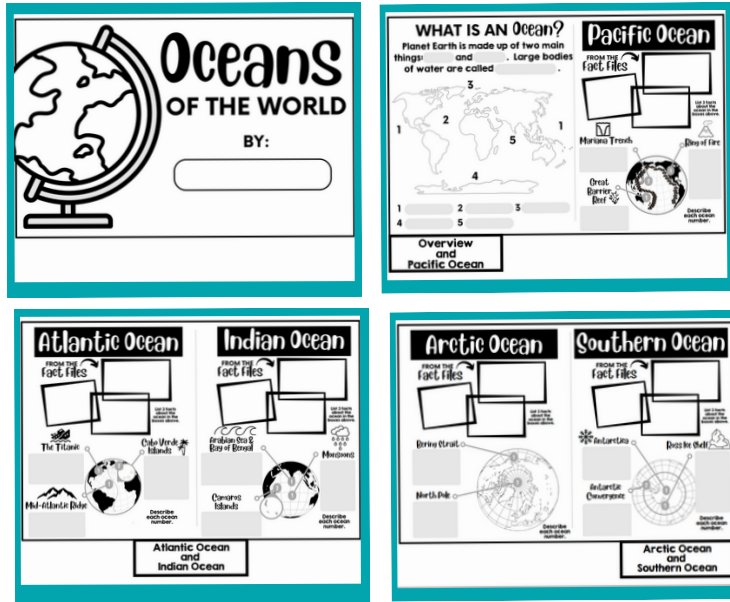 Oceans
OF THE WORLD
BY:
WHAT IS AN Ocean?
Planet Earth is made up of two main
things: and . Large bodies
of water are called .
3
1
2
1
5
4
1 2 3
4 5
Pacific Ocean
FROM THE
Fact Files
List 3 facts
about the
ocean in the
boxes above.
Mariana Trench
Ring of Fire
Great
Barrier
Reef
Describe
each ocean
number.
Overview
and
Pacific Ocean
Atlantic Ocean
FROM THE
Fact Files
List 3 facts
about the
ocean in the
boxes above.
The Titanic
Cabo Verde
Islands
Mid-Atlantic Ridge
Describe
each ocean
number.
Indian Ocean
FROM THE
Fact Files
List 3 facts
about the
ocean in the
boxes above.
Arabian Sea &
Bay of Bengal
Monsoons
Camaros
Islands
Describe
each ocean
number.
Atlantic Ocean
and
Indian Ocean
Arctic Ocean
FROM THE
Fact Files
List 3 facts
about the
ocean in the
boxes above.
Bering Strait
North Pole
Describe
each ocean
number.
Southern Ocean
FROM THE
Fact Files
List 3 facts
about the
ocean in the
boxes above.
Antarctica
Ross Ice Shelf
Antarctic
Convergence
Describe
each ocean
number.
Arctic Ocean
and
Southern Ocean